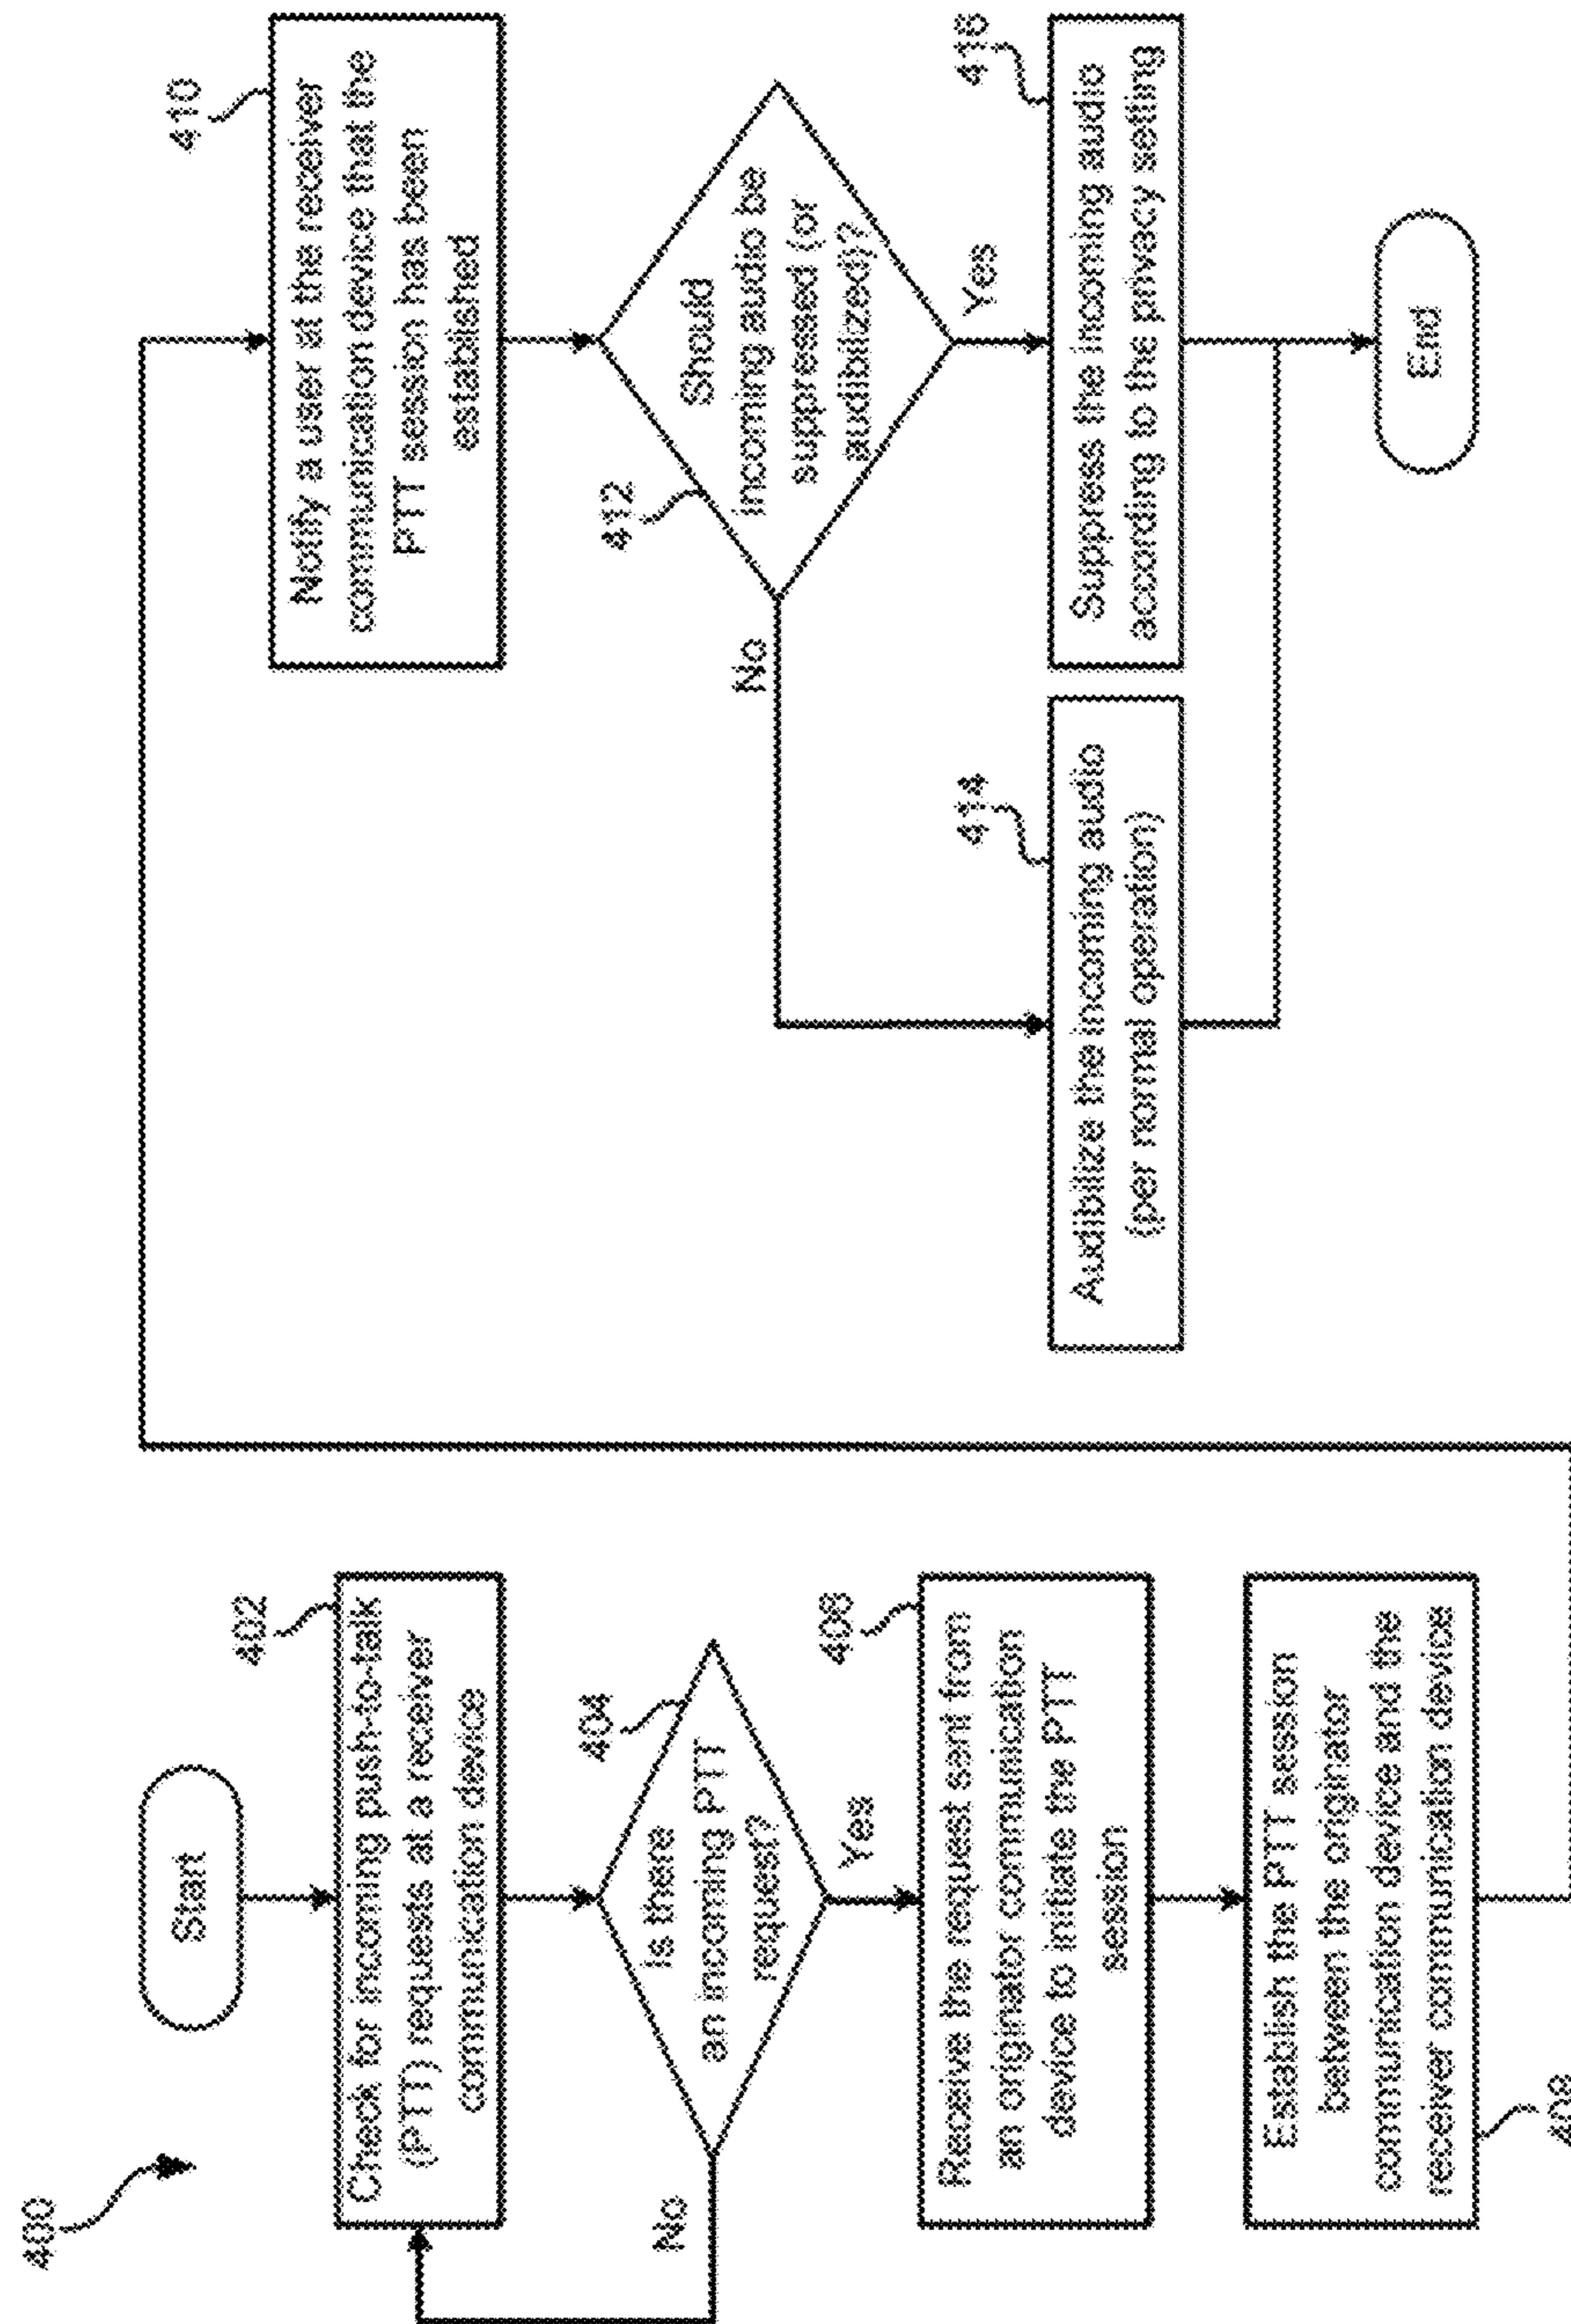 400
Start
402
Check for incoming push-to-talk
(PTT) requests at a receiver
communication device
404
Is there
an incoming PTT
request?
No
Yes
406
Receive the request sent from
an originator communication
device to initiate the PTT
session
Establish the PTT session
between the originator
communication device and the
receiver communication device
408
410
Notify a user at the receiver
communication device that the
PTT session has been
established
412
Should
incoming audio be
suppressed (or
audibilized)?
No
Yes
414
Audibilize the incoming audio
(per normal operation)
416
Suppress the incoming audio
according to the privacy setting
End